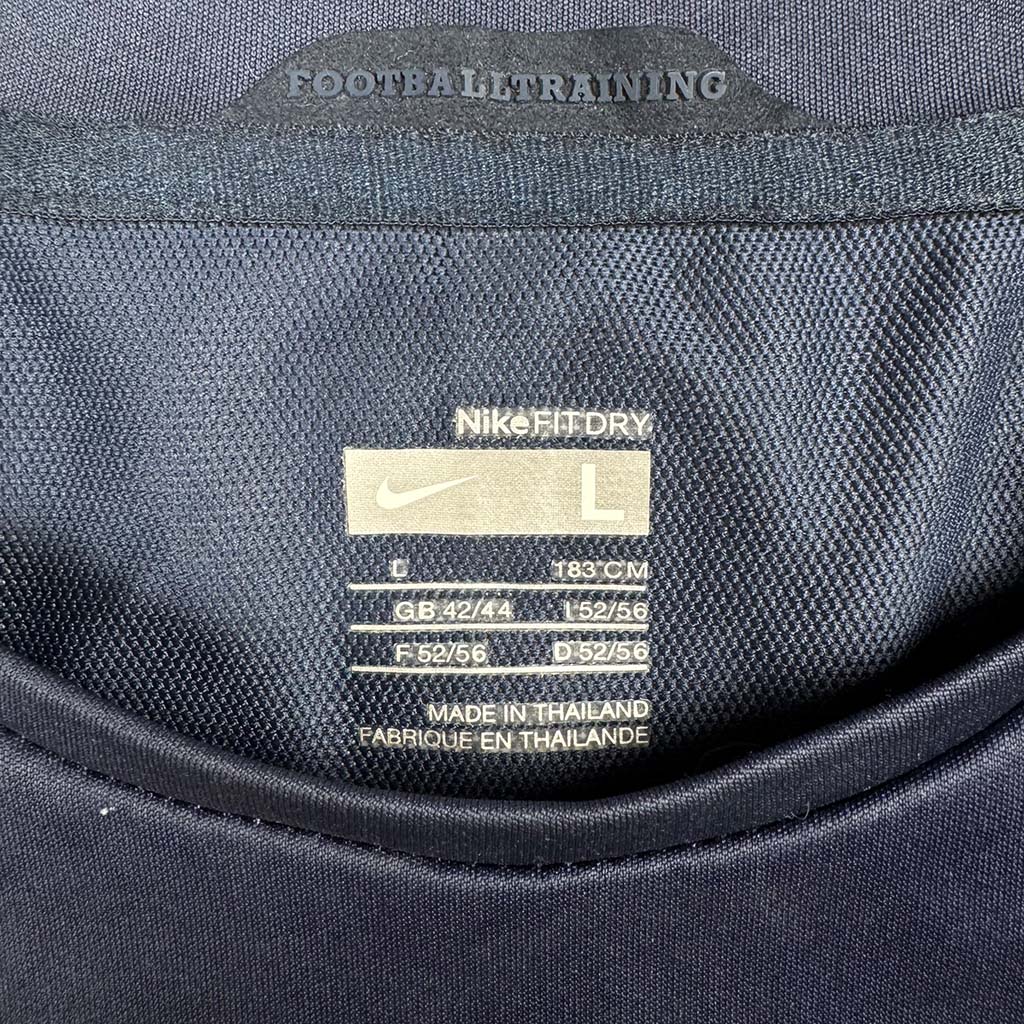 FOOTBALLTRAINING
NikeFITDRY
L
L 183 CM
GB 42/44 I 52/56
F 52/56 D 52/56
MADE IN THAILAND
FABRIQUE EN THAILANDE